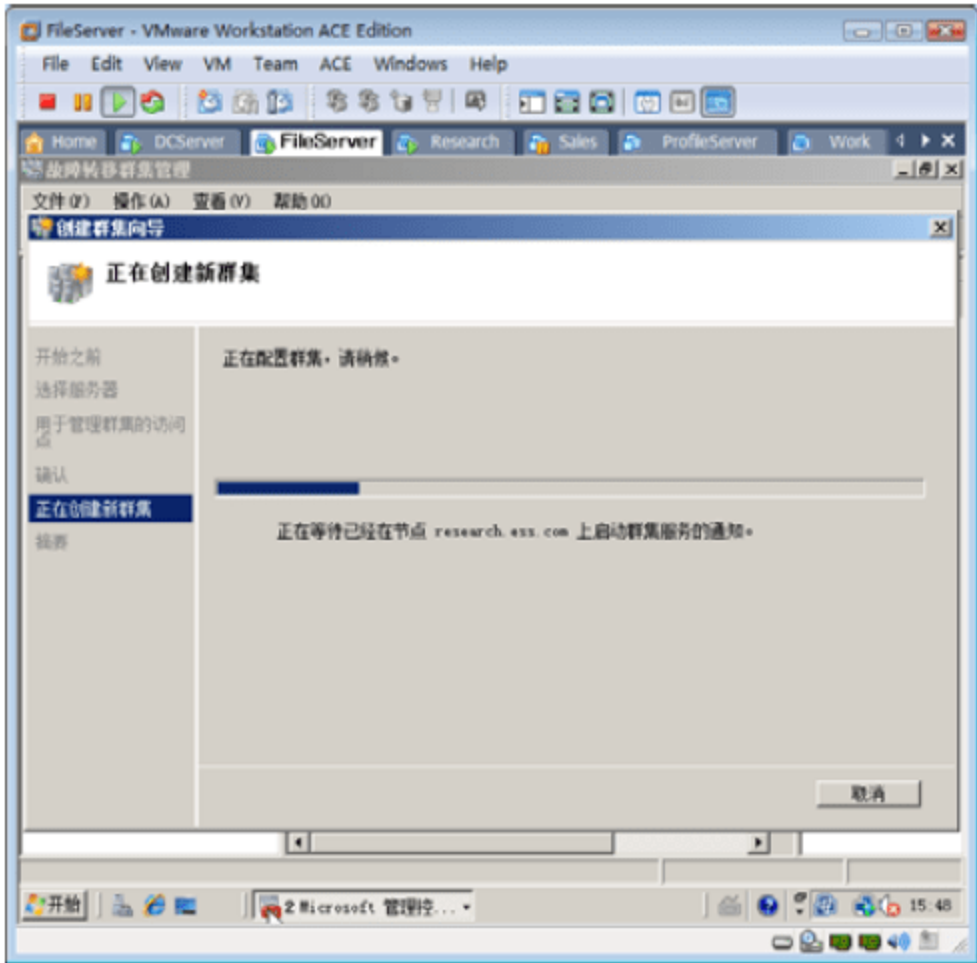 FileServer - VMware Workstation ACE Edition
File Edit View VM Team ACE Windows Help
Home DCServer FileServer Research Sales ProfileServer Work
故障转移群集管理
文件(F) 操作(A) 查看(V) 帮助(H)
创建群集向导
正在创建新群集
开始之前
选择服务器
用于管理群集的访问
点
确认
正在创建新群集
摘要
正在配置群集，请稍候。
正在等待已经在节点 research.ess.com 上启动群集服务的通知。
取消
开始 2 Microsoft 管理控... 15:48